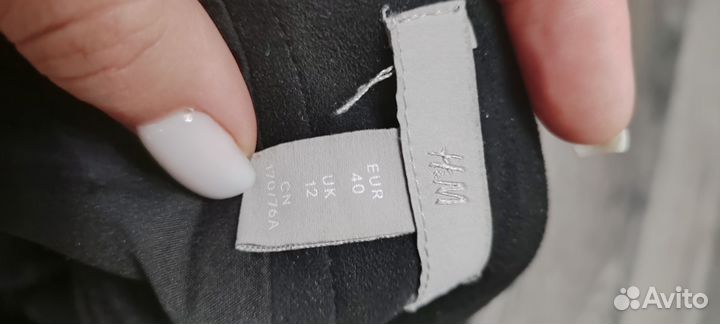 H&M
EUR
40
UK
12
CN
170/76A
Avito